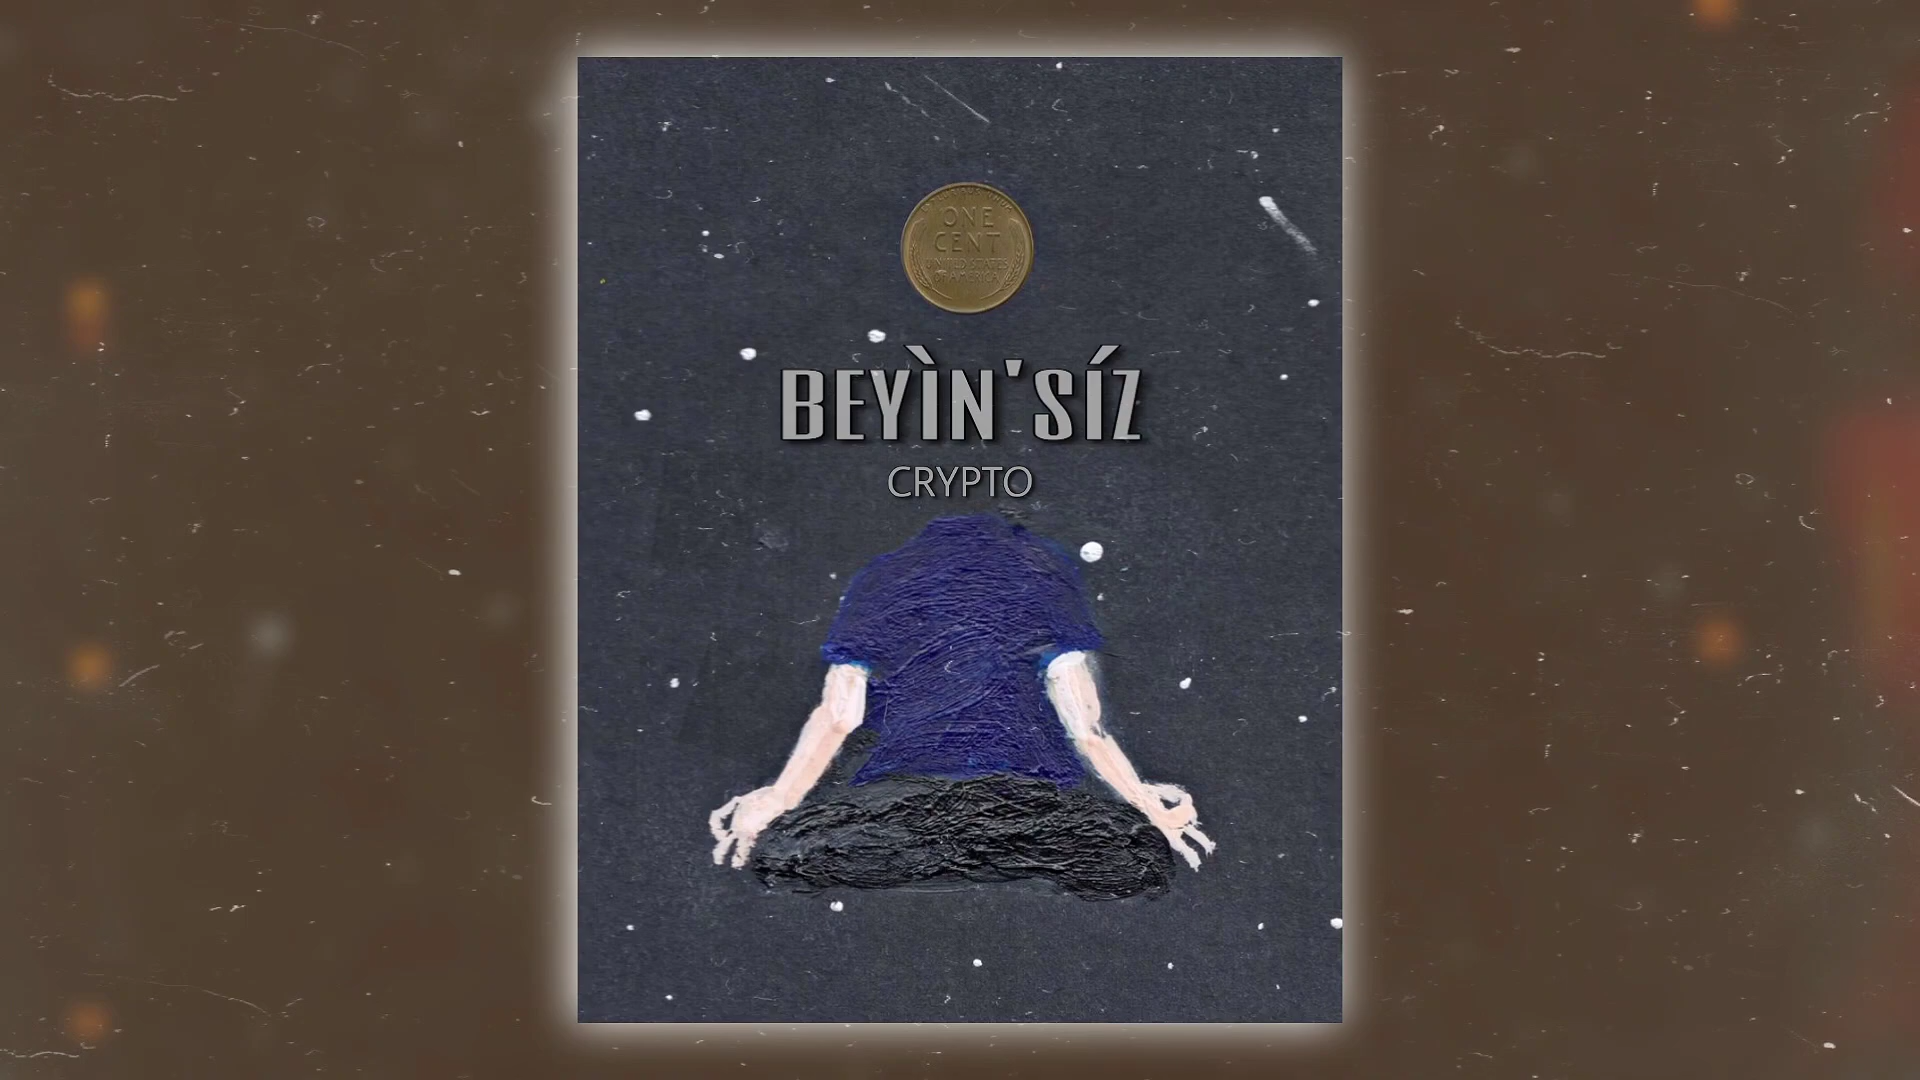 ONE
CENT
UNITED STATES
OF AMERICA
BEYÌN'SÍZ
CRYPTO